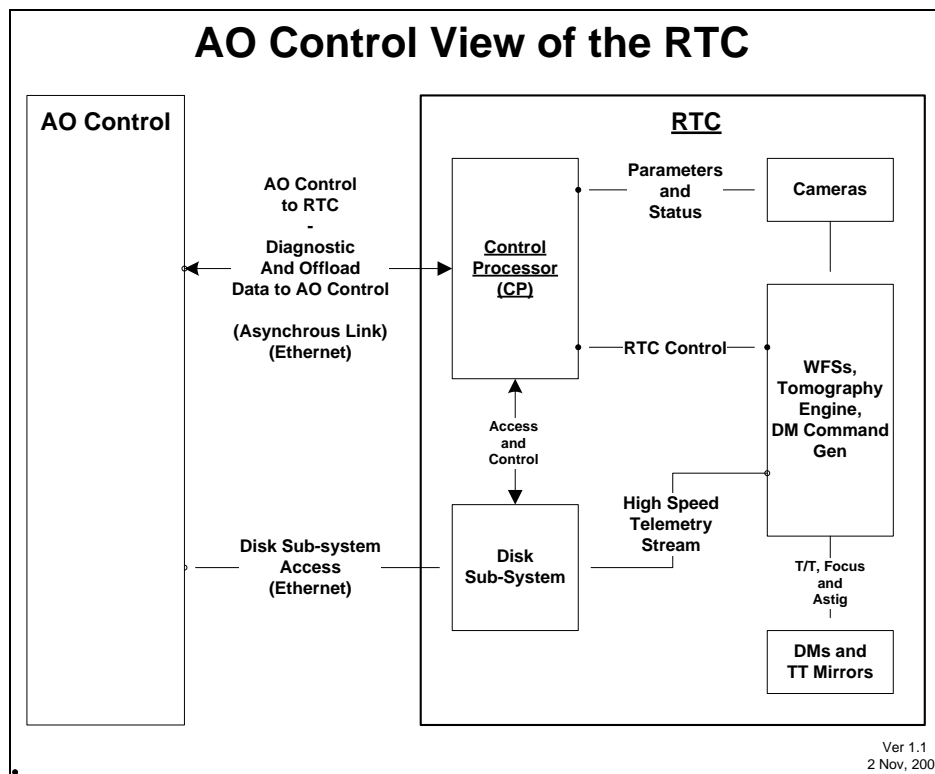 AO Control View of the RTC
AO Control
AO Control
to RTC
-
Diagnostic
And Offload
Data to AO Control
(Asynchrous Link)
(Ethernet)
Disk Sub-system
Access
(Ethernet)
RTC
Control
Processor
(CP)
Parameters
and
Status
Cameras
RTC Control
WFSs,
Tomography
Engine,
DM Command
Gen
Access
and
Control
High Speed
Telemetry
Stream
Disk
Sub-System
T/T, Focus
and
Astig
DMs and
TT Mirrors
Ver 1.1
2 Nov, 200